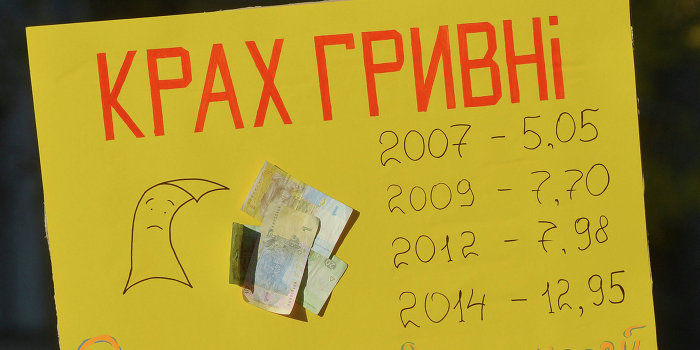 КРАХ ГРИВНІ
2007 - 5,05
2009 - 7,70
2012 - 7,98
2014 - 12,95